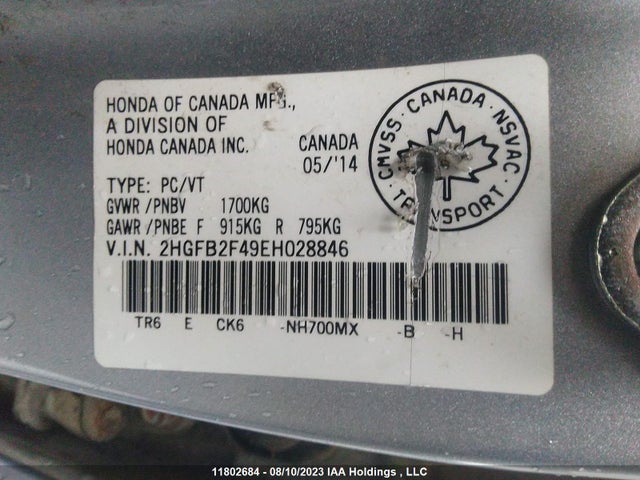 HONDA OF CANADA MFG.,
A DIVISION OF
HONDA CANADA INC.
CANADA
05/'14
TYPE: PC/VT
GVWR /PNBV 1700KG
GAWR /PNBE F 915KG R 795KG
V.I.N. 2HGFB2F49EH028846
TR6 E CK6 -NH700MX -B -H
CMVSS · CANADA · NSVAC
· TRANSPORT ·
11802684 - 08/10/2023 IAA Holdings , LLC